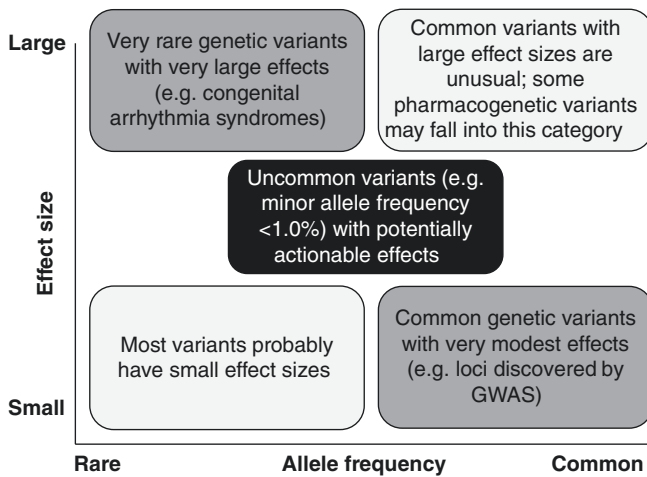 Large
Very rare genetic variants
with very large effects
(e.g. congenital
arrhythmia syndromes)
Common variants with
large effect sizes are
unusual; some
pharmacogenetic variants
may fall into this category
Uncommon variants (e.g.
minor allele frequency
<1.0%) with potentially
actionable effects
Effect size
Most variants probably
have small effect sizes
Common genetic variants
with very modest effects
(e.g. loci discovered by
GWAS)
Small
Rare
Allele frequency
Common